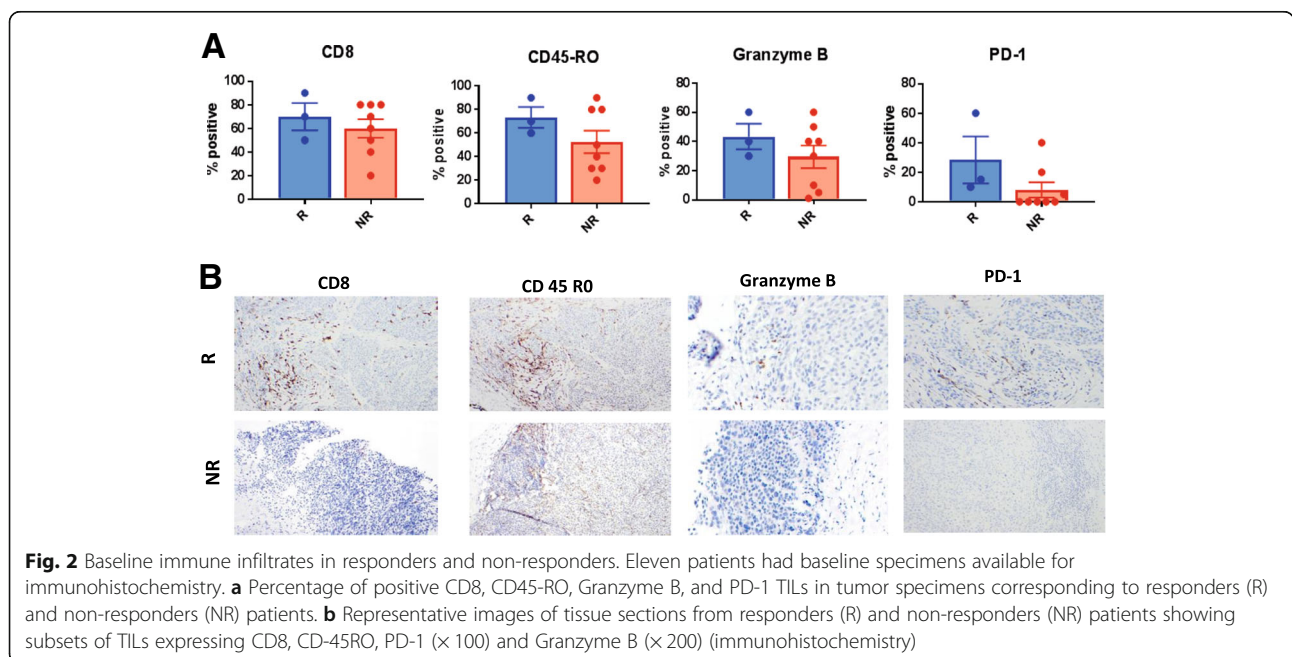 A
CD8
CD45-RO
Granzyme B
PD-1
% positive
100
80
60
40
20
0
R
NR
% positive
100
80
60
40
20
0
R
NR
% positive
80
60
40
20
0
R
NR
% positive
80
60
40
20
0
R
NR
B
CD8
CD 45 R0
Granzyme B
PD-1
R
NR
Fig. 2 Baseline immune infiltrates in responders and non-responders. Eleven patients had baseline specimens available for
immunohistochemistry. a Percentage of positive CD8, CD45-RO, Granzyme B, and PD-1 TILs in tumor specimens corresponding to responders (R)
and non-responders (NR) patients. b Representative images of tissue sections from responders (R) and non-responders (NR) patients showing
subsets of TILs expressing CD8, CD-45RO, PD-1 (× 100) and Granzyme B (× 200) (immunohistochemistry)